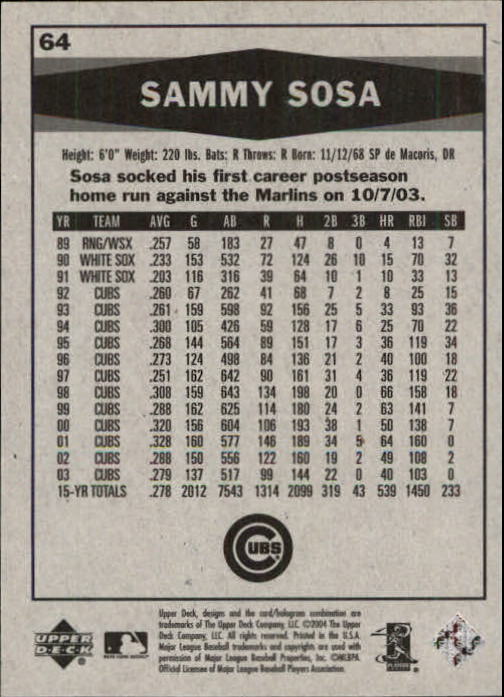 64
SAMMY SOSA
Height: 6'0" Weight: 220 lbs. Bats: R Throws: R Born: 11/12/68 SP de Macoris, DR
Sosa socked his first career postseason
home run against the Marlins on 10/7/03.
YR TEAM AVG G AB R H 2B 3B HR RBI SB
89 RNG/WSX .257 58 183 27 47 8 0 4 13 7
90 WHITE SOX .233 153 532 72 124 26 10 15 70 32
91 WHITE SOX .203 116 316 39 64 10 1 10 33 13
92 CUBS .260 67 262 41 68 7 2 8 25 15
93 CUBS .261 159 598 92 156 25 5 33 93 36
94 CUBS .300 105 426 59 128 17 6 25 70 22
95 CUBS .268 144 564 89 151 17 3 36 119 34
96 CUBS .273 124 498 84 136 21 2 40 100 18
97 CUBS .251 162 642 90 161 31 4 36 119 22
98 CUBS .308 159 643 134 198 20 0 66 158 18
99 CUBS .288 162 625 114 180 24 2 63 141 7
00 CUBS .320 156 604 106 193 38 1 50 138 7
01 CUBS .328 160 577 146 189 34 5 64 160 0
02 CUBS .288 150 556 122 160 19 2 49 108 2
03 CUBS .279 137 517 99 144 22 0 40 103 0
15-YR TOTALS .278 2012 7543 1314 2099 319 43 539 1450 233
CUBS
UPPER
DECK
Upper Deck, designs and the card/hologram combination are
trademarks of The Upper Deck Company, LLC. ©2004 The Upper
Deck Company, LLC. All rights reserved. Printed in the U.S.A.
Major League Baseball trademarks and copyrights are used with
permission of Major League Baseball Properties, Inc. ©MLBPA
Official Licensee of Major League Baseball Players Association.
PLAYERS